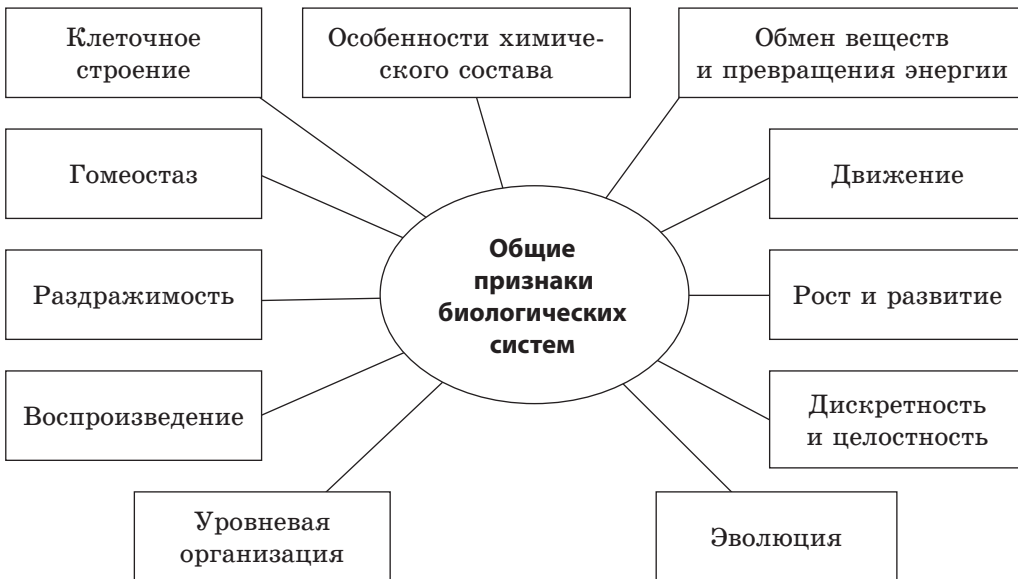 Клеточное
строение
Особенности химиче-
ского состава
Обмен веществ
и превращения энергии
Гомеостаз
Движение
Общие
признаки
биологических
систем
Раздражимость
Рост и развитие
Воспроизведение
Дискретность
и целостность
Уровневая
организация
Эволюция